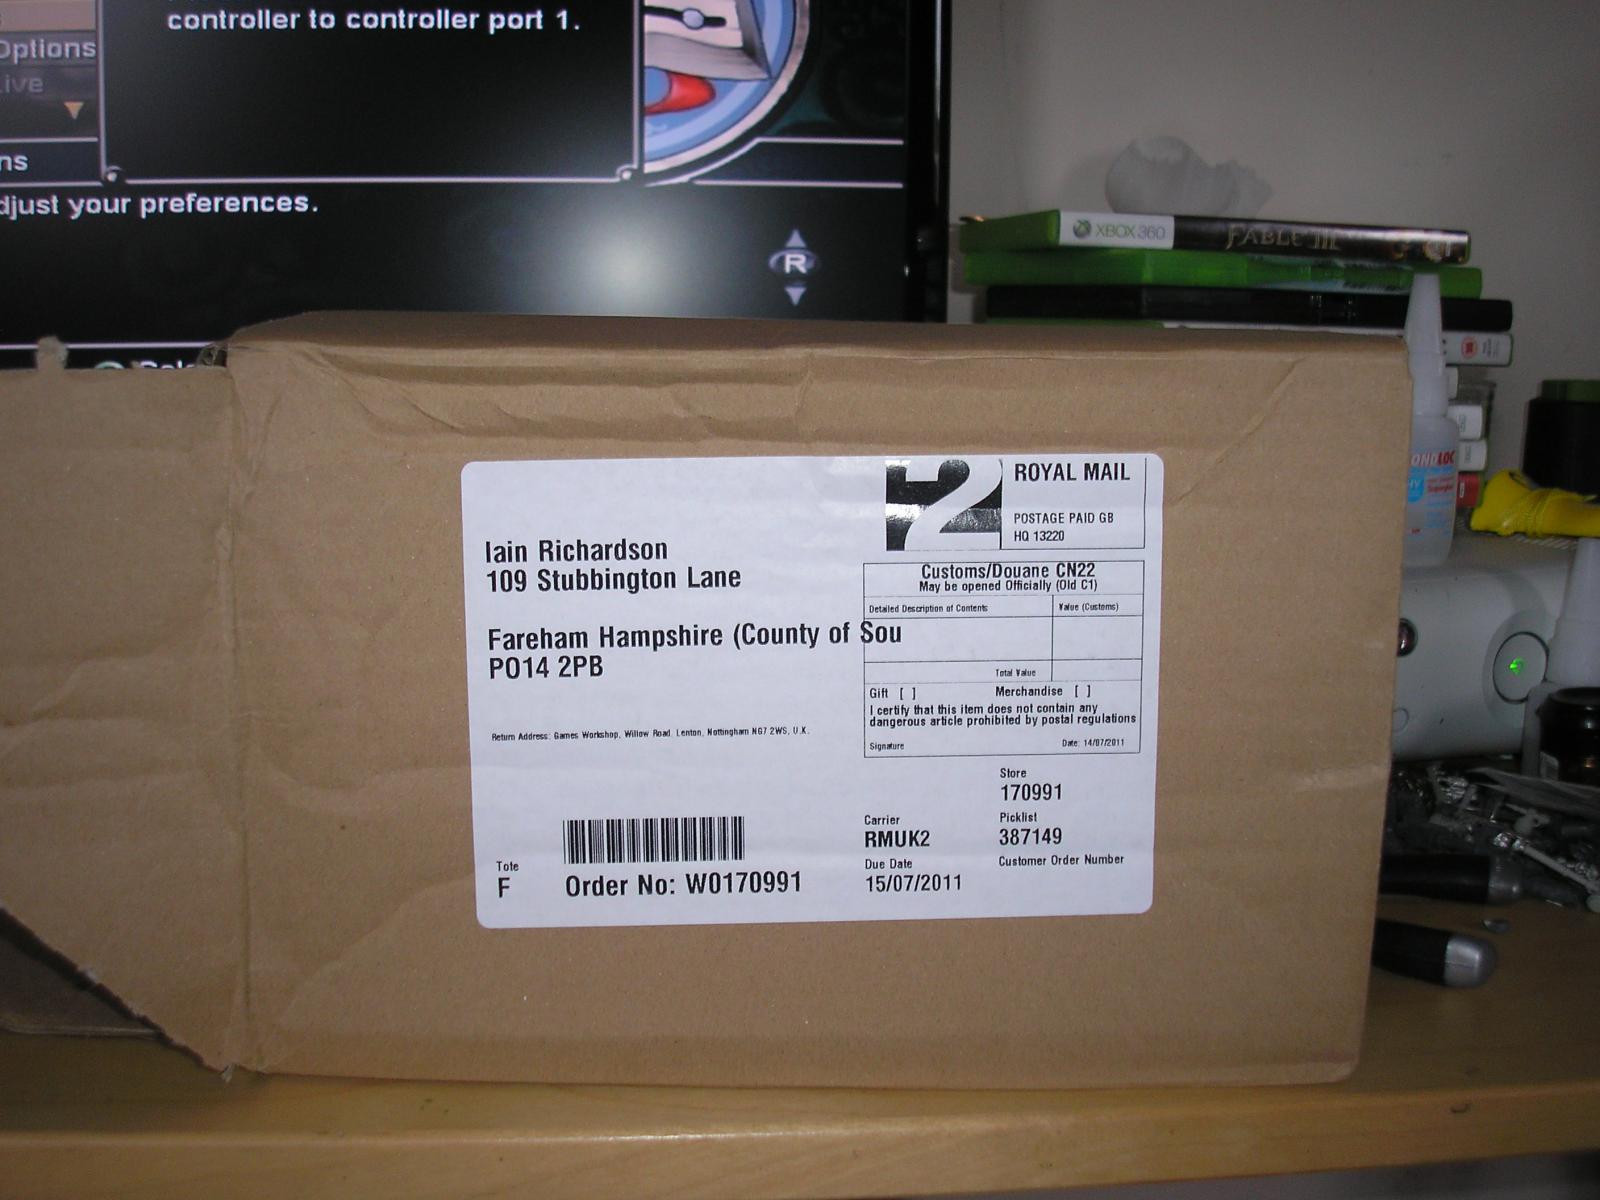 controller to controller port 1.
Options
ive
ns
djust your preferences.
R
XBOX 360 FABLE III
2
ROYAL MAIL
POSTAGE PAID GB
HQ 13220
Iain Richardson
109 Stubbington Lane
Fareham Hampshire (County of Sou
PO14 2PB
Customs/Douane CN22
May be opened Officially (Old C1)
Detailed Description of Contents Value (Customs)
Total Value
Gift [ ] Merchandise [ ]
I certify that this item does not contain any
dangerous article prohibited by postal regulations
Signature Date: 14/07/2011
Return Address: Games Workshop, Willow Road, Lenton, Nottingham NG7 2WS, U.K.
Store
170991
Carrier Picklist
RMUK2 387149
Due Date Customer Order Number
15/07/2011
Tote
F
Order No: W0170991